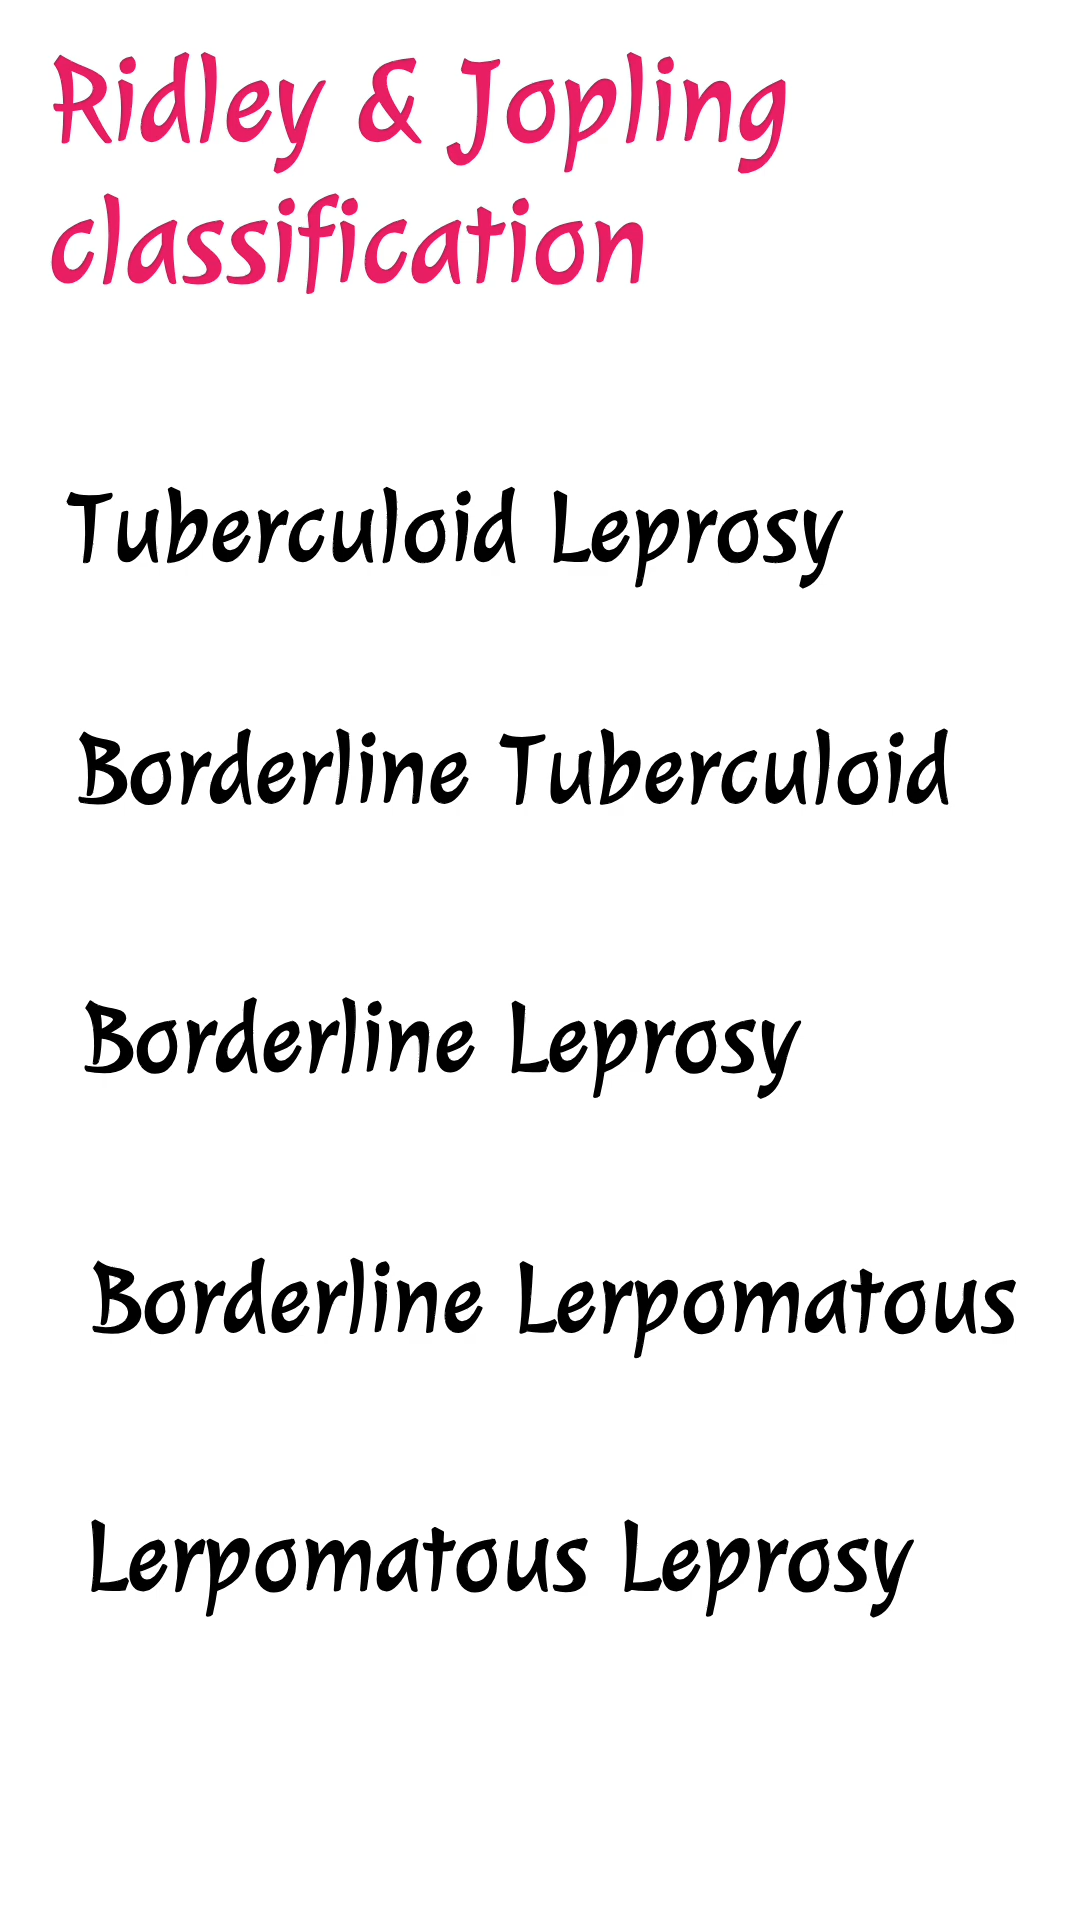 Ridley & Jopling
classification
Tuberculoid Leprosy
Borderline Tuberculoid
Borderline Leprosy
Borderline Lerpomatous
Lerpomatous Leprosy